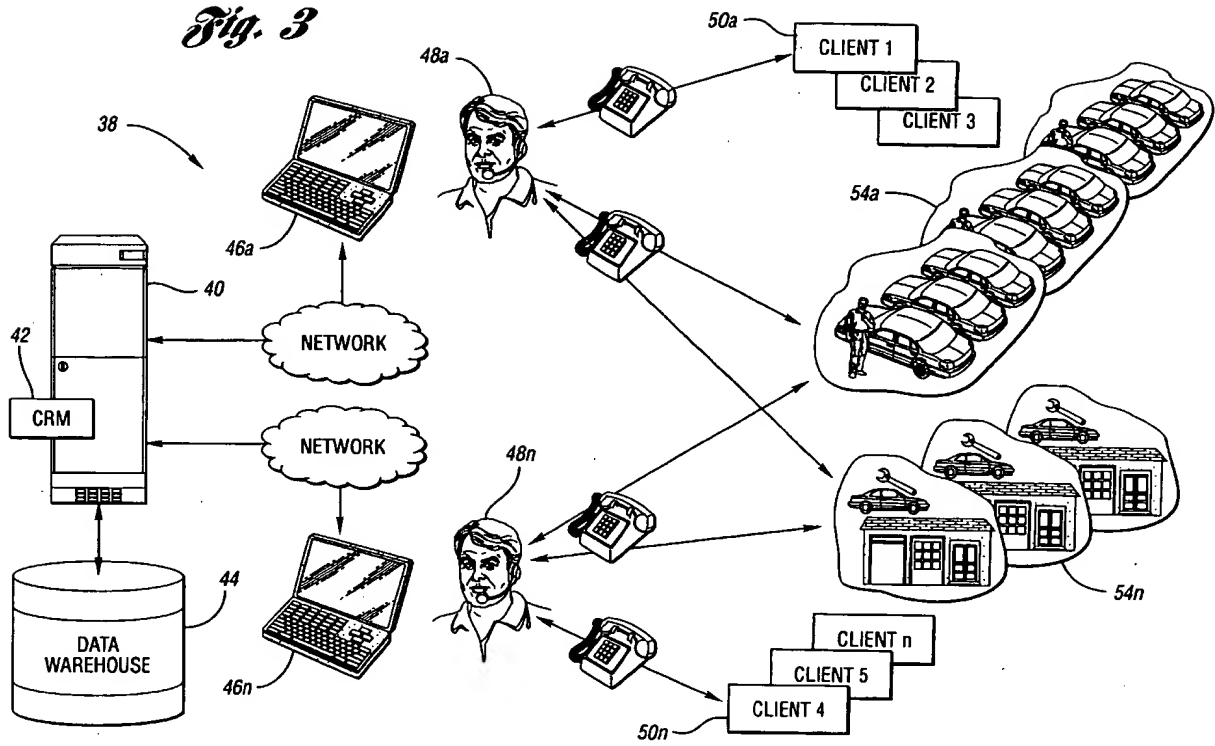 Fig. 3
50a
CLIENT 1
CLIENT 2
CLIENT 3
48a
38
54a
46a
40
NETWORK
42
CRM
NETWORK
48n
44
DATA
WAREHOUSE
54n
CLIENT n
CLIENT 5
46n
CLIENT 4
50n